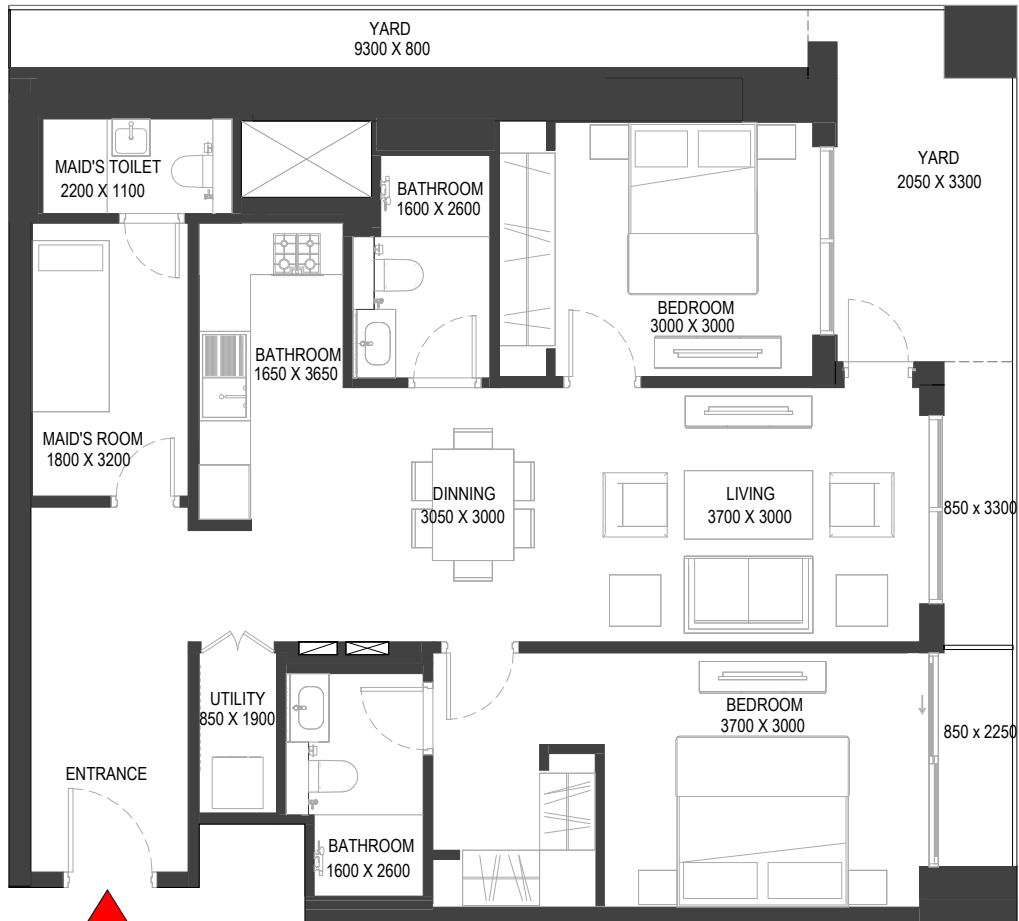 YARD
9300 X 800
MAID'S TOILET
2200 X 1100
BATHROOM
1600 X 2600
YARD
2050 X 3300
BEDROOM
3000 X 3000
BATHROOM
1650 X 3650
MAID'S ROOM
1800 X 3200
DINNING
3050 X 3000
LIVING
3700 X 3000
850 x 3300
UTILITY
850 X 1900
BEDROOM
3700 X 3000
850 x 2250
ENTRANCE
BATHROOM
1600 X 2600